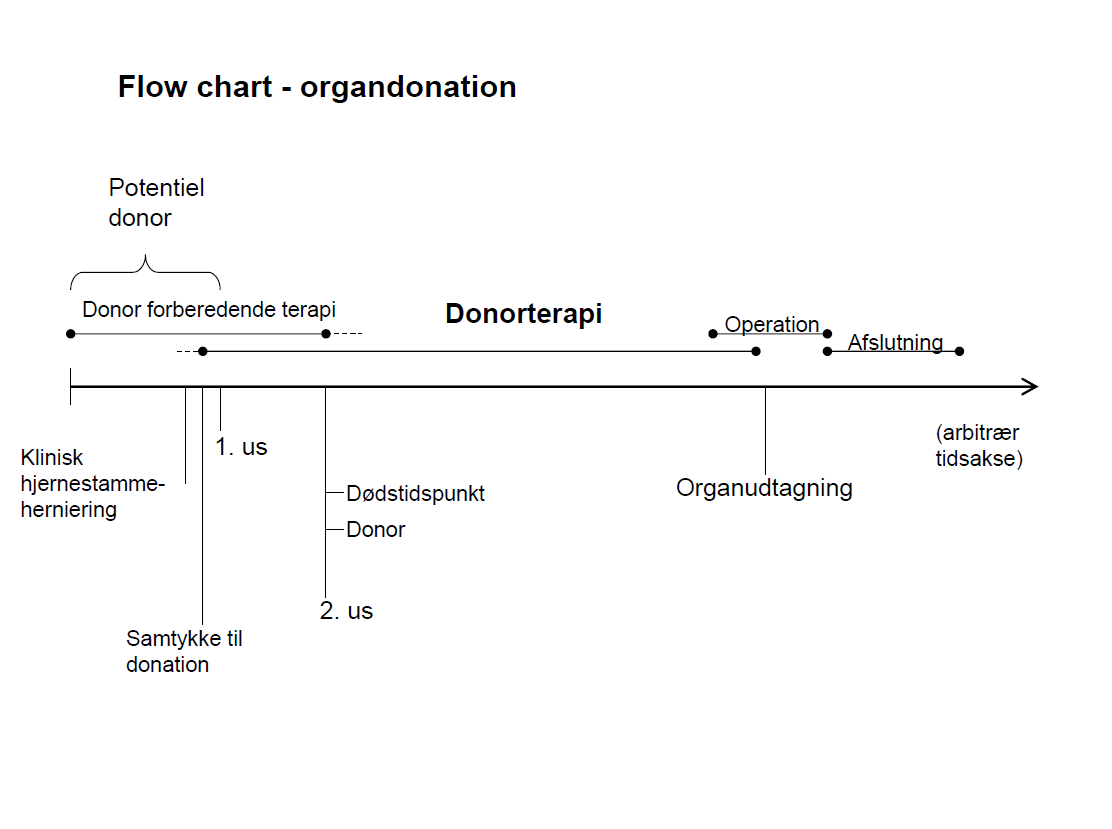 Flow chart - organdonation
Potentiel
donor
Donor forberedende terapi
Donorterapi
Operation
Afslutning
1. us
(arbitrær
tidsakse)
Klinisk
hjernestamme-
herniering
Organudtagning
Dødstidspunkt
Donor
2. us
Samtykke til
donation